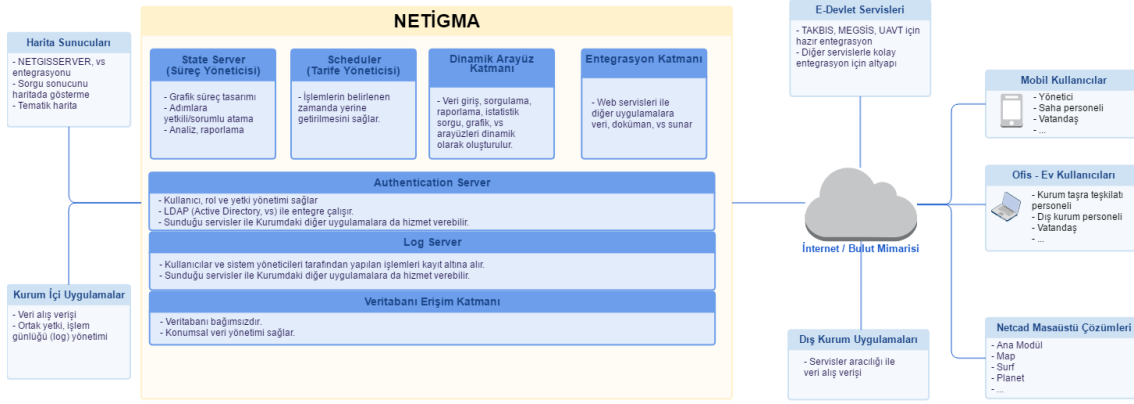 Harita Sunucuları
- NETGISSERVER, vs
entegrasyonu
- Sorgu sonucunu
haritada gösterme
- Tematik harita
Kurum İçi Uygulamalar
- Veri alış verişi
- Ortak yetki, işlem
günlüğü (log) yönetimi
NETİGMA
State Server
(Süreç Yöneticisi)
- Grafik süreç tasarımı
- Adımlara
yetkili/sorumlu atama
- Analiz, raporlama
Scheduler
(Tarife Yöneticisi)
- İşlemlerin belirlenen
zamanda yerine
getirilmesini sağlar.
Dinamik Arayüz
Katmanı
- Veri giriş, sorgulama,
raporlama, istatistik
sorgu, grafik, vs
arayüzleri dinamik
olarak oluşturulur.
Entegrasyon Katmanı
- Web servisleri ile
diğer uygulamalara
veri, doküman, vs sunar
Authentication Server
- Kullanıcı, rol ve yetki yönetimi sağlar
- LDAP (Active Directory, vs) ile entegre çalışır.
- Sunduğu servisler ile Kurumdaki diğer uygulamalara da hizmet verebilir.
Log Server
- Kullanıcılar ve sistem yöneticileri tarafından yapılan işlemleri kayıt altına alır.
- Sunduğu servisler ile Kurumdaki diğer uygulamalara da hizmet verebilir.
Veritabanı Erişim Katmanı
- Veritabanı bağımsızdır.
- Konumsal veri yönetimi sağlar.
E-Devlet Servisleri
- TAKBIS, MEGSİS, UAVT için
hazır entegrasyon
- Diğer servislerle kolay
entegrasyon için altyapı
İnternet / Bulut Mimarisi
Dış Kurum Uygulamaları
- Servisler aracılığı ile
veri alış verişi
Mobil Kullanıcılar
- Yönetici
- Saha personeli
- Vatandaş
- ...
Ofis - Ev Kullanıcıları
- Kurum taşra teşkilatı
personeli
- Dış kurum personeli
- Vatandaş
- ...
Netcad Masaüstü Çözümleri
- Ana Modül
- Map
- Surf
- Planet
- ...